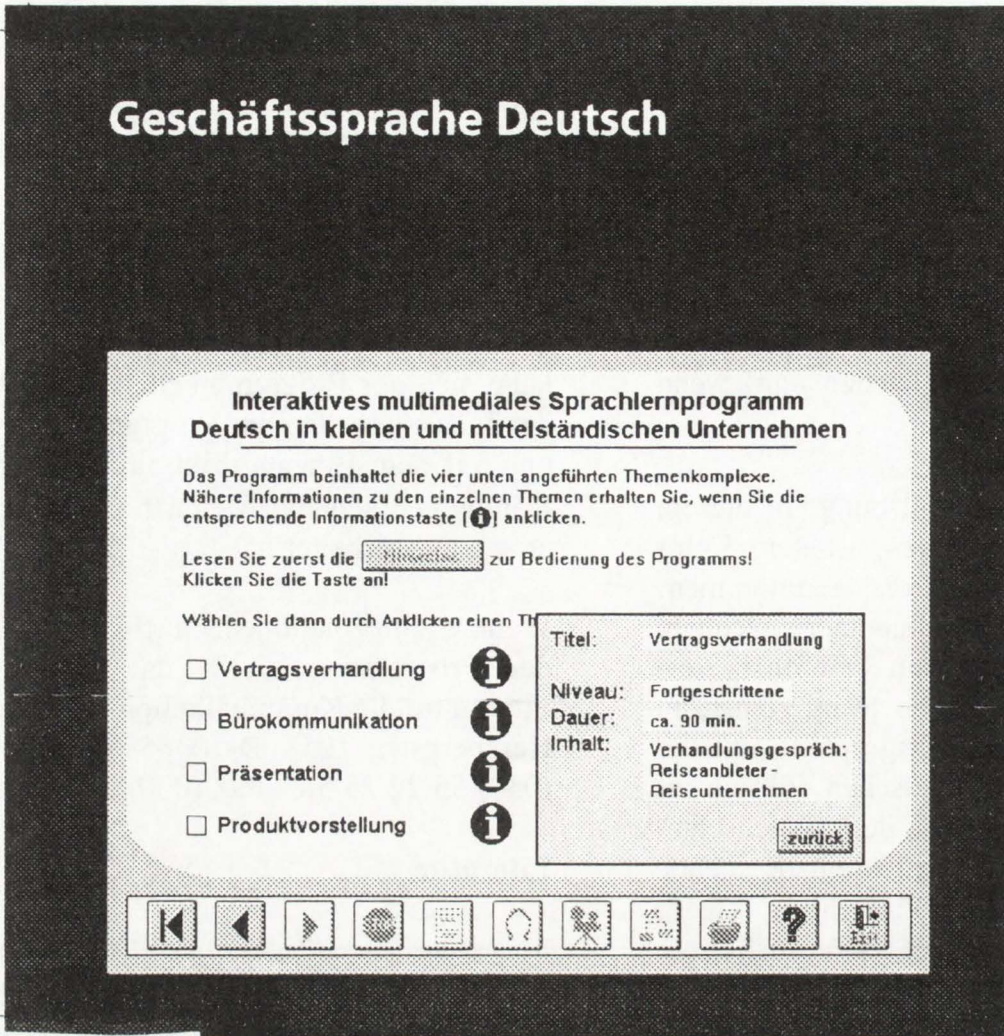 Geschäftssprache Deutsch
Interaktives multimediales Sprachlernprogramm
Deutsch in kleinen und mittelständischen Unternehmen
Das Programm beinhaltet die vier unten angeführten Themenkomplexe.
Nähere Informationen zu den einzelnen Themen erhalten Sie, wenn Sie die
entsprechende Informationstaste (i) anklicken.
Lesen Sie zuerst die Hinweise zur Bedienung des Programms!
Klicken Sie die Taste an!
Wählen Sie dann durch Anklicken einen Th
Vertragsverhandlung i
Bürokommunikation i
Präsentation i
Produktvorstellung i
Titel: Vertragsverhandlung
Niveau: Fortgeschrittene
Dauer: ca. 90 min.
Inhalt: Verhandlungsgespräch:
Reiseanbieter -
Reiseunternehmen
zurück
?
Exit